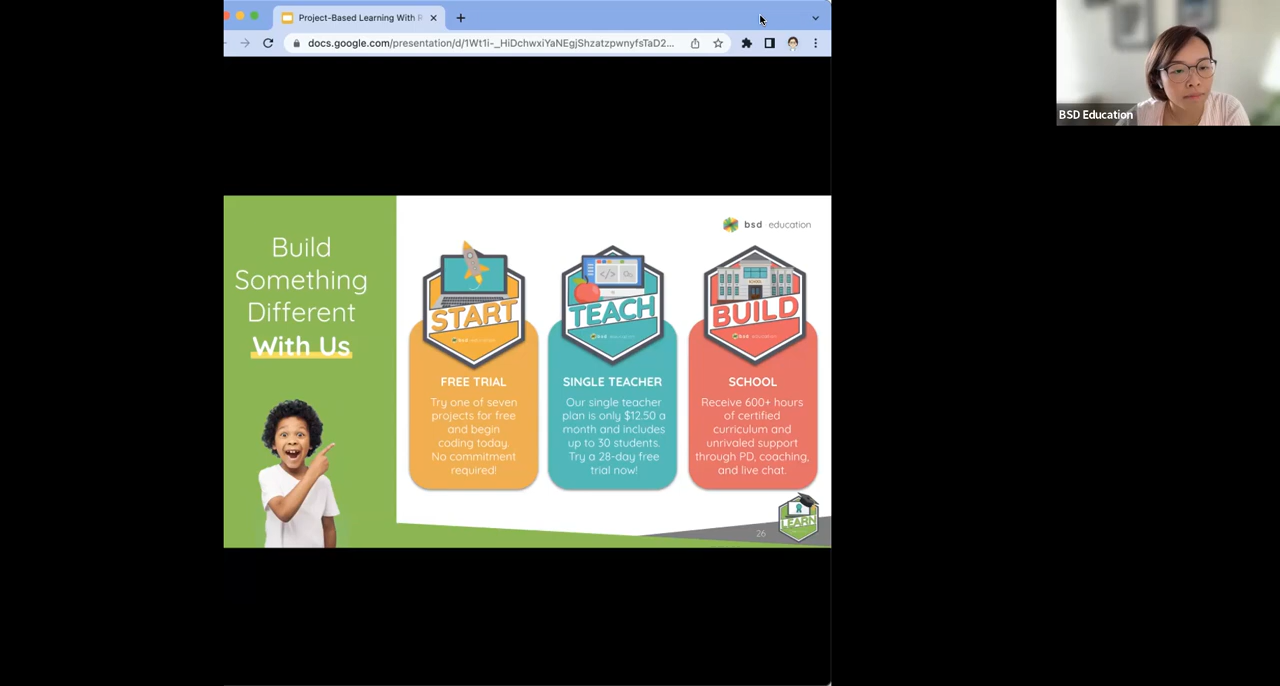 Project-Based Learning With
docs.google.com/presentation/d/1Wt1i-_HiDchwxiYaNEgjShzatzpwnyfsTaD2...
BSD Education
bsd education
Build
Something
Different
With Us
START
FREE TRIAL
Try one of seven
projects for free
and begin
coding today.
No commitment
required!
TEACH
SINGLE TEACHER
Our single teacher
plan is only $12.50 a
month and includes
up to 30 students.
Try a 28-day free
trial now!
BUILD
SCHOOL
Receive 600+ hours
of certified
curriculum and
unrivaled support
through PD, coaching,
and live chat.
LEARN
26